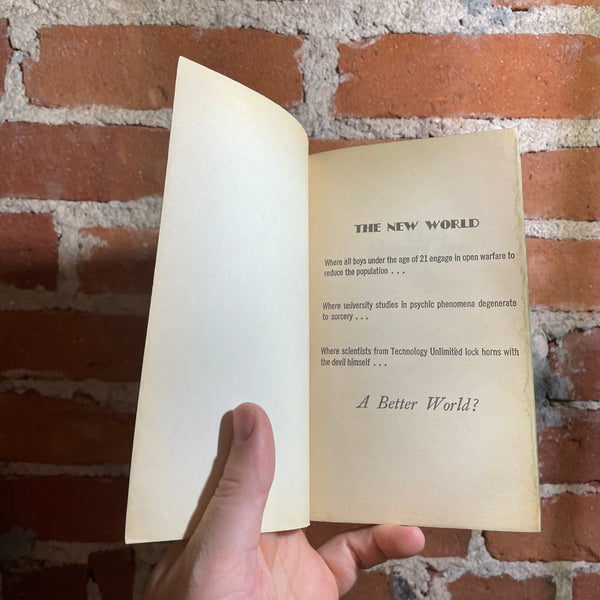 THE NEW WORLD
Where all boys under the age of 21 engage in open warfare to
reduce the population . . .
Where university studies in psychic phenomena degenerate
to sorcery . . .
Where scientists from Technology Unlimited lock horns with
the devil himself . . .
A Better World?